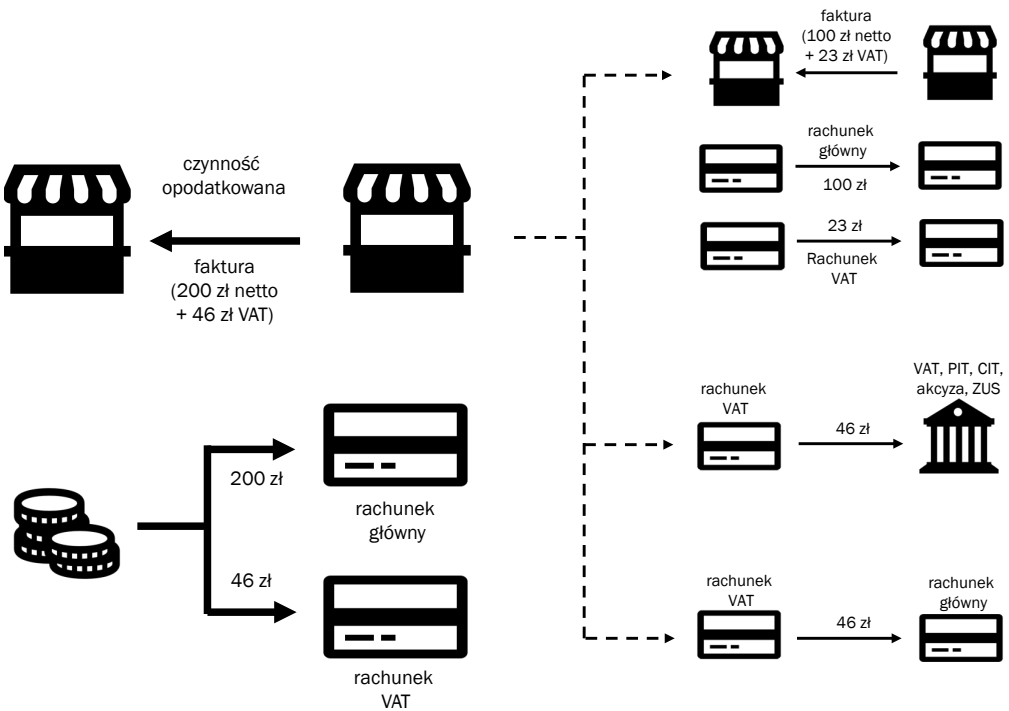 czynność
opodatkowana
faktura
(200 zł netto
+ 46 zł VAT)
200 zł
rachunek
główny
46 zł
rachunek
VAT
faktura
(100 zł netto
+ 23 zł VAT)
rachunek
główny
100 zł
23 zł
Rachunek
VAT
rachunek
VAT
46 zł
VAT, PIT, CIT,
akcyza, ZUS
rachunek
VAT
46 zł
rachunek
główny